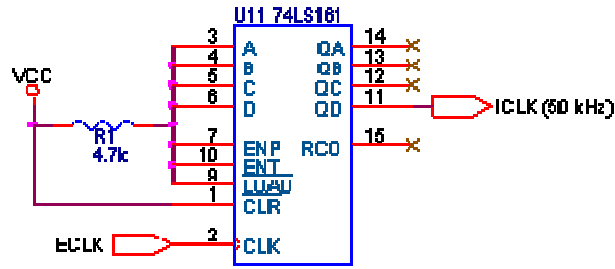 U11 74LS161
3 A QA 14
4 B QB 13
VCC 5 C QC 12
6 D QD 11 ICLK (50 kHz)
R1
4.7k
7 ENP RCO 15
10 ENT
9 LOAD
1 CLR
ECLK 2 CLK